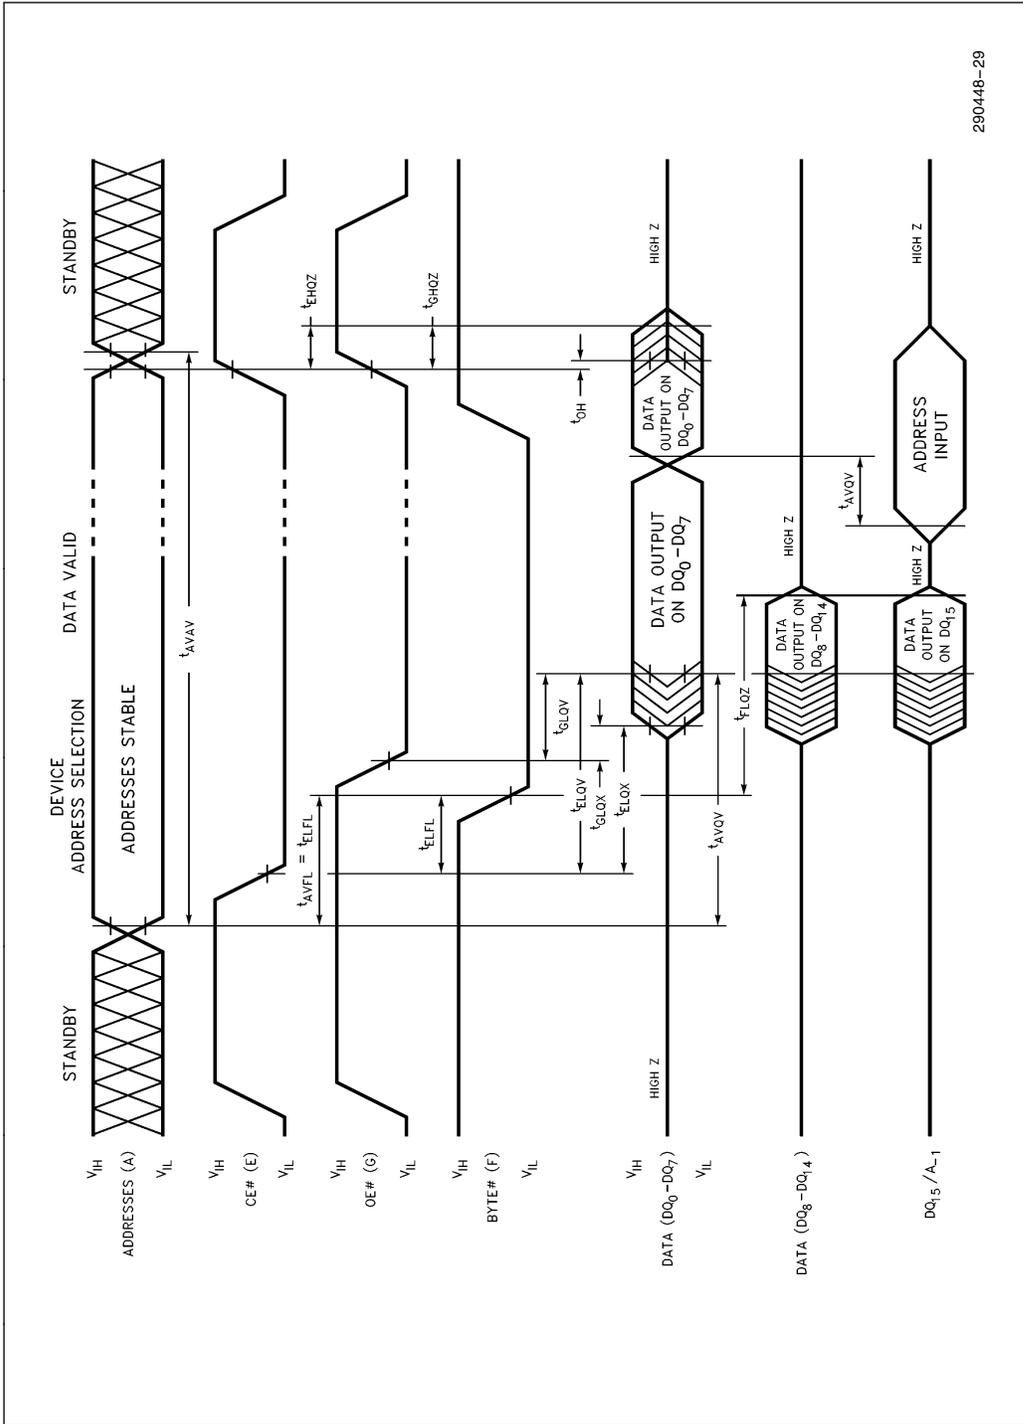 STANDBY
DEVICE
ADDRESS SELECTION
DATA VALID
STANDBY
V_IH
ADDRESSES (A)
V_IL
ADDRESSES STABLE
t_AVAV
V_IH
CE# (E)
V_IL
t_EHQZ
t_AVFL = t_ELFL
V_IH
OE# (G)
V_IL
t_GHQZ
t_ELFL
V_IH
BYTE# (F)
V_IL
t_GLQV
t_ELQV
t_GLQX
t_ELQX
t_OH
V_IH
DATA (DQ_0-DQ_7)
V_IL
HIGH Z
DATA OUTPUT
ON DQ_0-DQ_7
DATA
OUTPUT ON
DQ_0-DQ_7
HIGH Z
t_AVQV
t_FLQZ
DATA (DQ_8-DQ_14)
DATA
OUTPUT ON
DQ_8-DQ_14
HIGH Z
t_AVQV
DQ_15/A_-1
DATA
OUTPUT
ON DQ_15
HIGH Z
ADDRESS
INPUT
HIGH Z
290448-29